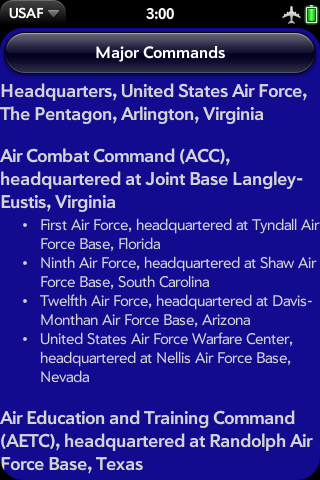 USAF 3:00
Major Commands
Headquarters, United States Air Force,
The Pentagon, Arlington, Virginia
Air Combat Command (ACC),
headquartered at Joint Base Langley-
Eustis, Virginia
• First Air Force, headquartered at Tyndall Air
Force Base, Florida
• Ninth Air Force, headquartered at Shaw Air
Force Base, South Carolina
• Twelfth Air Force, headquartered at Davis-
Monthan Air Force Base, Arizona
• United States Air Force Warfare Center,
headquartered at Nellis Air Force Base,
Nevada
Air Education and Training Command
(AETC), headquartered at Randolph Air
Force Base, Texas